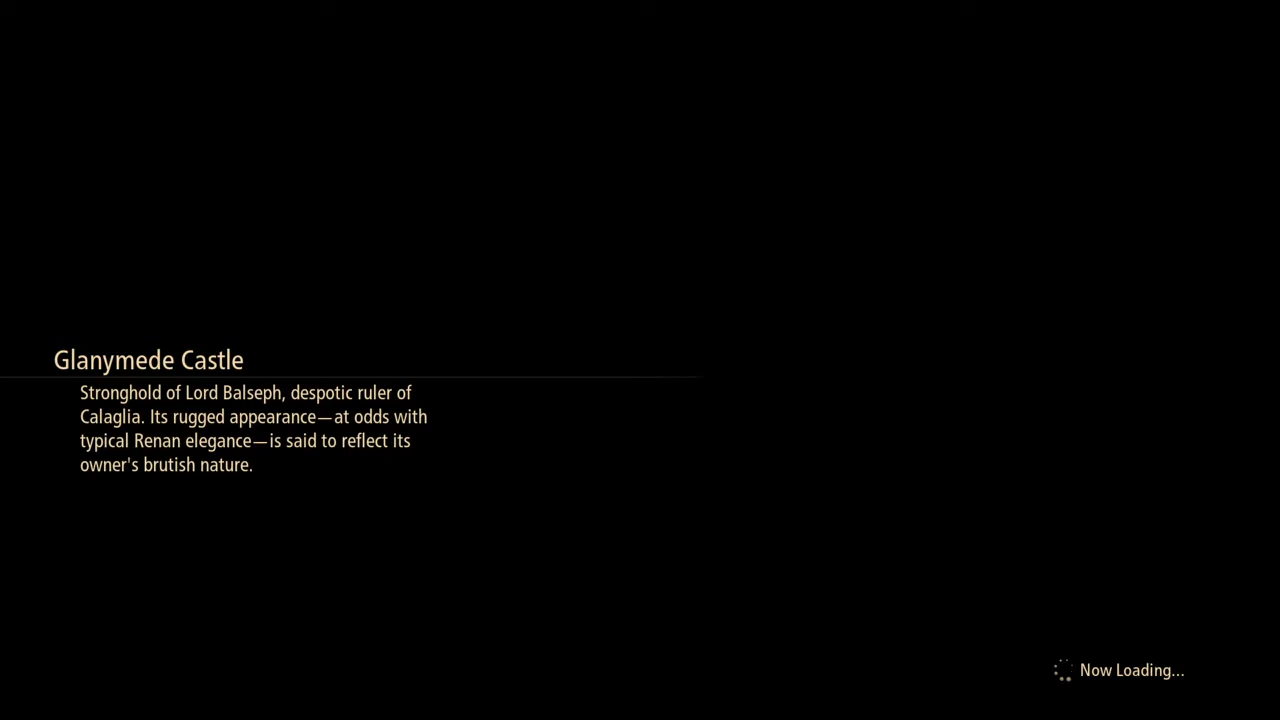 Glanymede Castle
Stronghold of Lord Balseph, despotic ruler of
Calaglia. Its rugged appearance—at odds with
typical Renan elegance—is said to reflect its
owner's brutish nature.
Now Loading...